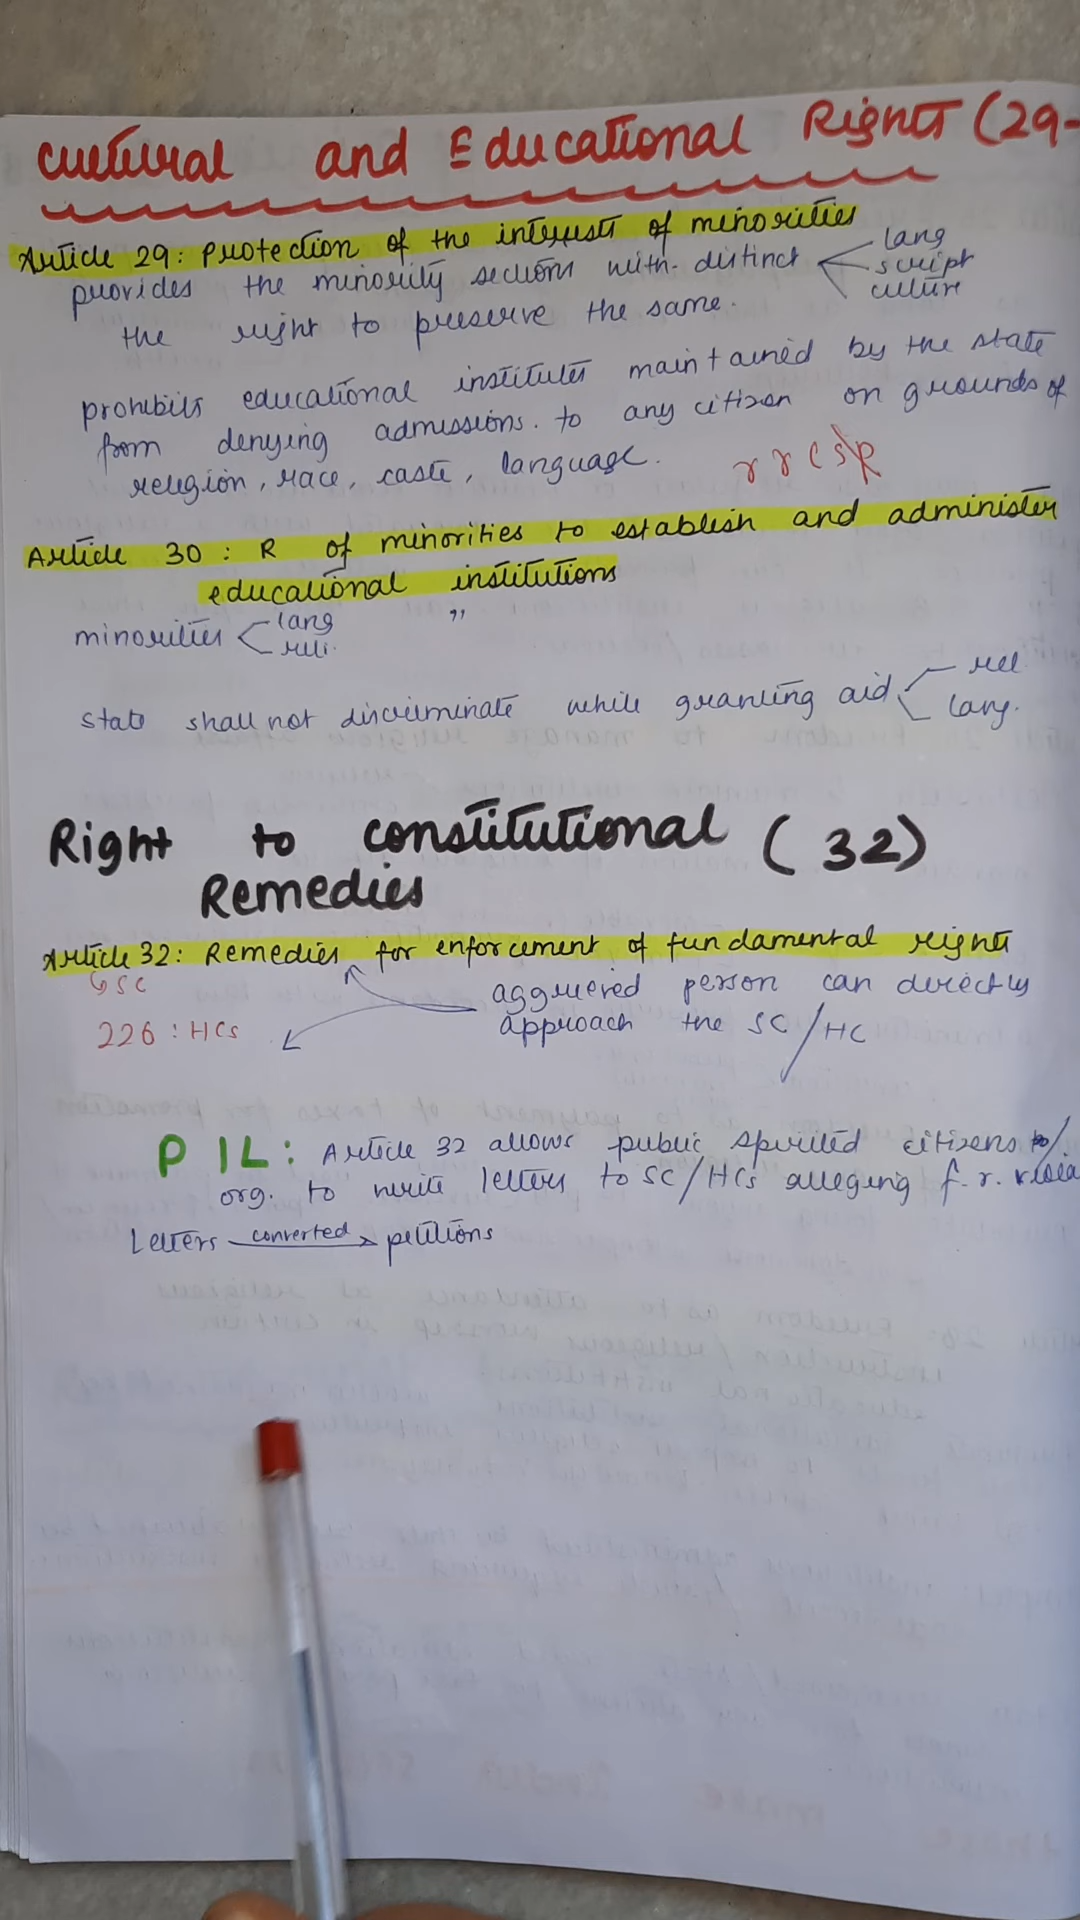 Cultural and Educational Rights (29-
Article 29: protection of the interests of minorities
provides the minority sections with distinct lang
script
culture
the right to preserve the same.
prohibits educational institutes maintained by the state
from denying admissions. to any citizen on grounds of
religion, race, caste, language.
r r c s p
Article 30: R of minorities to establish and administer
educational institutions
"
minorities lang
reli.
state shall not discriminate while granting aid rel
lang.
Right to constitutional (32)
Remedies
Article 32: Remedies for enforcement of fundamental rights
SC
aggrieved person can directly
approach the SC/HC
226: HCs
PIL: Article 32 allows public spirited citizens to/
org. to write letters to SC/HCs alleging f. r. viola
Letters converted petitions